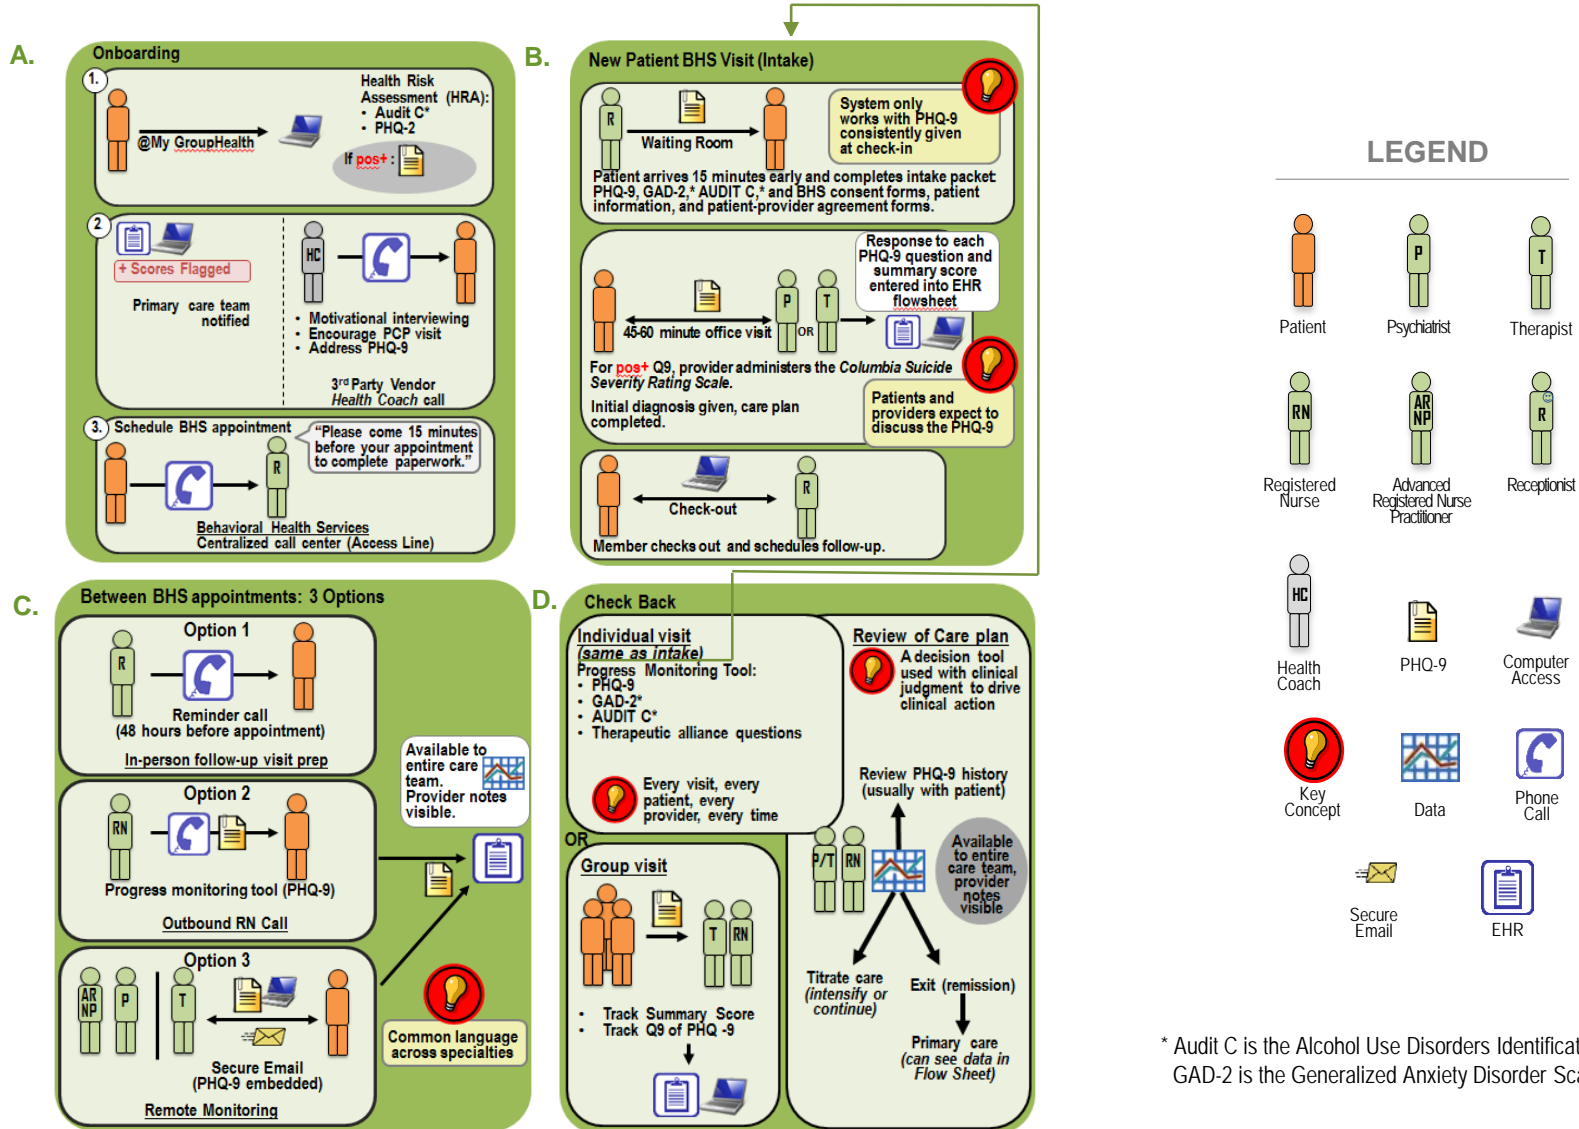 A.
Onboarding
1.
@My GroupHealth
Health Risk
Assessment (HRA):
• Audit C*
• PHQ-2
If pos+ :
2
+ Scores Flagged
Primary care team
notified
HC
• Motivational interviewing
• Encourage PCP visit
• Address PHQ-9
3rd Party Vendor
Health Coach call
3.
Schedule BHS appointment
R
“Please come 15 minutes
before your appointment
to complete paperwork.”
Behavioral Health Services
Centralized call center (Access Line)
B.
New Patient BHS Visit (Intake)
R
Waiting Room
System only
works with PHQ-9
consistently given
at check-in
Patient arrives 15 minutes early and completes intake packet:
PHQ-9, GAD-2,* AUDIT C,* and BHS consent forms, patient
information, and patient-provider agreement forms.
45-60 minute office visit
P
OR
T
Response to each
PHQ-9 question and
summary score
entered into EHR
flowsheet
For pos+ Q9, provider administers the Columbia Suicide
Severity Rating Scale.
Initial diagnosis given, care plan
completed.
Patients and
providers expect to
discuss the PHQ-9
R
Check-out
Member checks out and schedules follow-up.
C.
Between BHS appointments: 3 Options
Option 1
R
Reminder call
(48 hours before appointment)
In-person follow-up visit prep
Option 2
RN
Progress monitoring tool (PHQ-9)
Outbound RN Call
Option 3
AR
NP
P
T
Secure Email
(PHQ-9 embedded)
Remote Monitoring
Available to
entire care
team.
Provider notes
visible.
Common language
across specialties
D.
Check Back
Individual visit
(same as intake)
Progress Monitoring Tool:
• PHQ-9
• GAD-2*
• AUDIT C*
• Therapeutic alliance questions
Every visit, every
patient, every
provider, every time
OR
Group visit
T
RN
• Track Summary Score
• Track Q9 of PHQ -9
Review of Care plan
A decision tool
used with clinical
judgment to drive
clinical action
Review PHQ-9 history
(usually with patient)
P/T
RN
Available
to entire
care team,
provider
notes
visible
Titrate care
(intensify or
continue)
Exit (remission)
Primary care
(can see data in
Flow Sheet)
LEGEND
P
T
Patient
Psychiatrist
Therapist
RN
AR
NP
R
Registered
Nurse
Advanced
Registered Nurse
Practitioner
Receptionist
HC
Health
Coach
PHQ-9
Computer
Access
Key
Concept
Data
Phone
Call
Secure
Email
EHR
* Audit C is the Alcohol Use Disorders
GAD-2 is the Generalized Anxiety Disorder